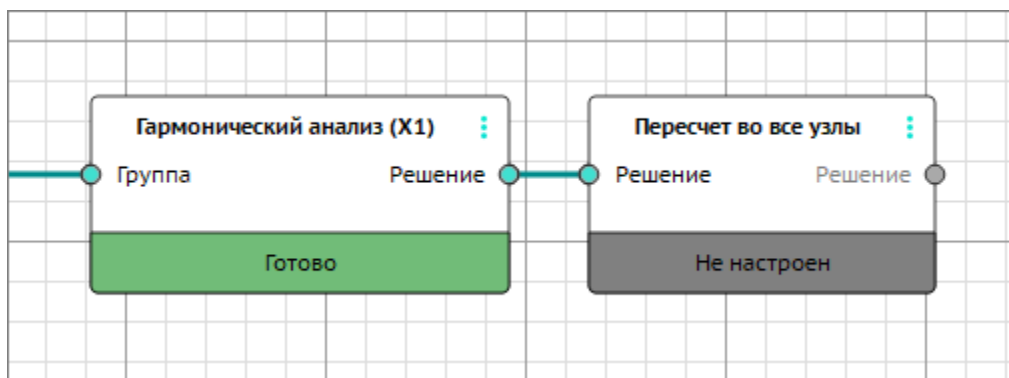 Гармонический анализ (X1)
Группа
Решение
Готово
Пересчет во все узлы
Решение
Решение
Не настроен